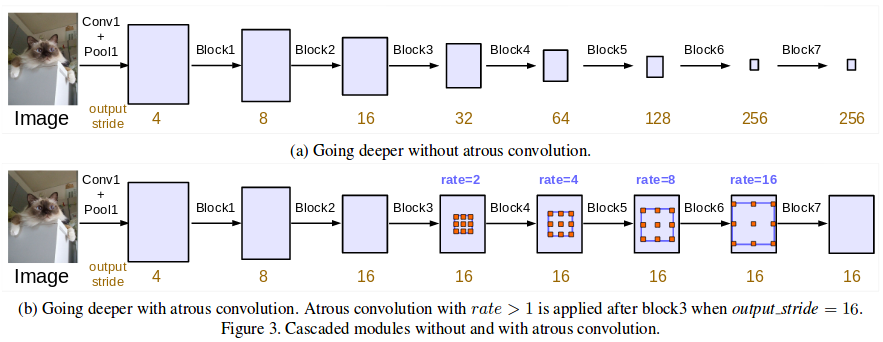 Conv1
+
Pool1
Block1 Block2 Block3 Block4 Block5 Block6 Block7
Image
output
stride
4 8 16 32 64 128 256 256
(a) Going deeper without atrous convolution.
rate=2 rate=4 rate=8 rate=16
Conv1
+
Pool1
Block1 Block2 Block3 Block4 Block5 Block6 Block7
Image
output
stride
4 8 16 16 16 16 16 16
(b) Going deeper with atrous convolution. Atrous convolution with rate > 1 is applied after block3 when output_stride = 16.
Figure 3. Cascaded modules without and with atrous convolution.